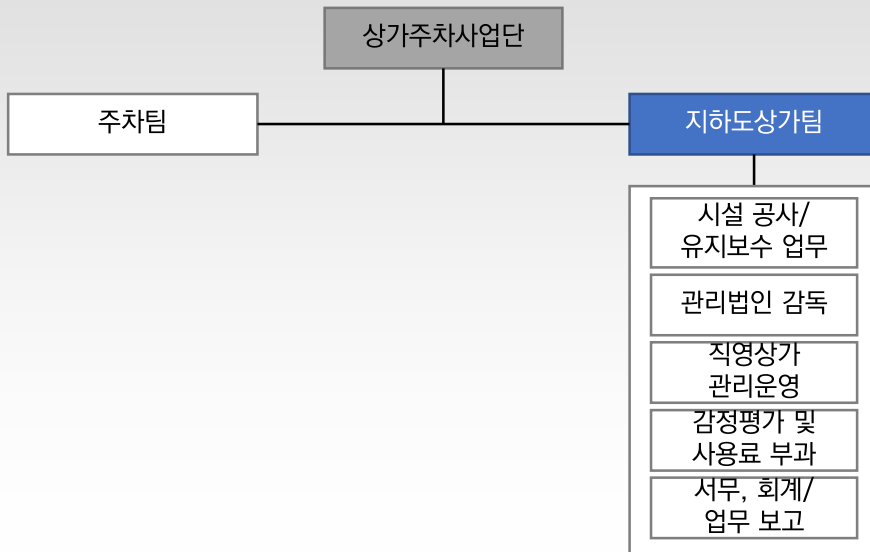 상가주차사업단
주차팀
지하도상가팀
시설 공사/
유지보수 업무
관리법인 감독
직영상가
관리운영
감정평가 및
사용료 부과
서무, 회계/
업무 보고